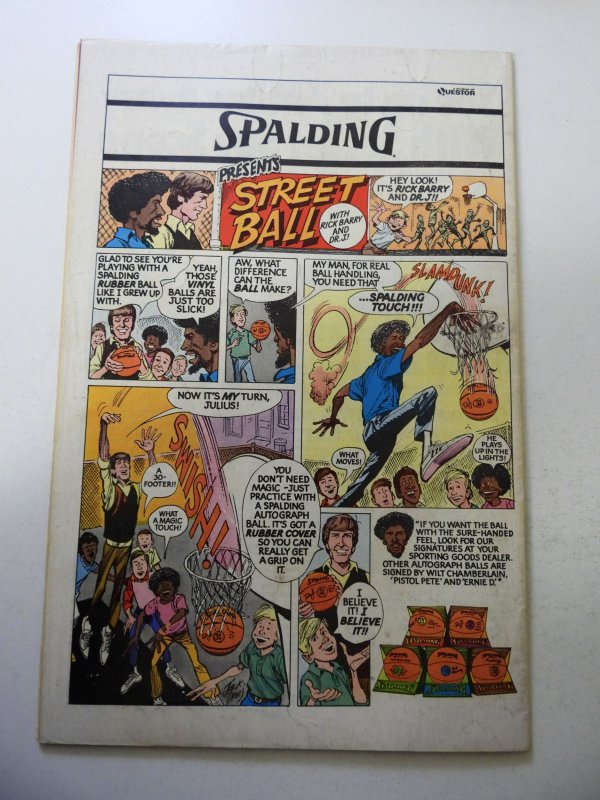 QUESTOR
SPALDING
PRESENTS
STREET
BALL
WITH
RICK BARRY
AND
DR. J!
HEY LOOK!
IT'S RICK BARRY
AND DR. J!!
GLAD TO SEE YOU'RE
PLAYING WITH A
SPALDING
RUBBER BALL
LIKE I GREW UP
WITH.
YEAH,
THOSE
VINYL
BALLS ARE
JUST TOO
SLICK!
AW, WHAT
DIFFERENCE
CAN THE
BALL MAKE?
MY MAN, FOR REAL
BALL HANDLING,
YOU NEED THAT
...SPALDING
TOUCH!!!
SLAM DUNK!
WHAT
MOVES!
HE
PLAYS
UP IN THE
LIGHTS!
NOW IT'S MY TURN,
JULIUS!
A
30-
FOOTER!!
WHAT
A MAGIC
TOUCH!
SWISH!
YOU
DON'T NEED
MAGIC -JUST
PRACTICE WITH
A SPALDING
AUTOGRAPH
BALL. IT'S GOT A
RUBBER COVER
SO YOU CAN
REALLY GET
A GRIP ON
IT.
I
BELIEVE
IT! I
BELIEVE
IT!!
"IF YOU WANT THE BALL
WITH THE SURE-HANDED
FEEL, LOOK FOR OUR
SIGNATURES AT YOUR
SPORTING GOODS DEALER.
OTHER AUTOGRAPH BALLS ARE
SIGNED BY WILT CHAMBERLAIN,
'PISTOL PETE' AND 'ERNIE D.'"